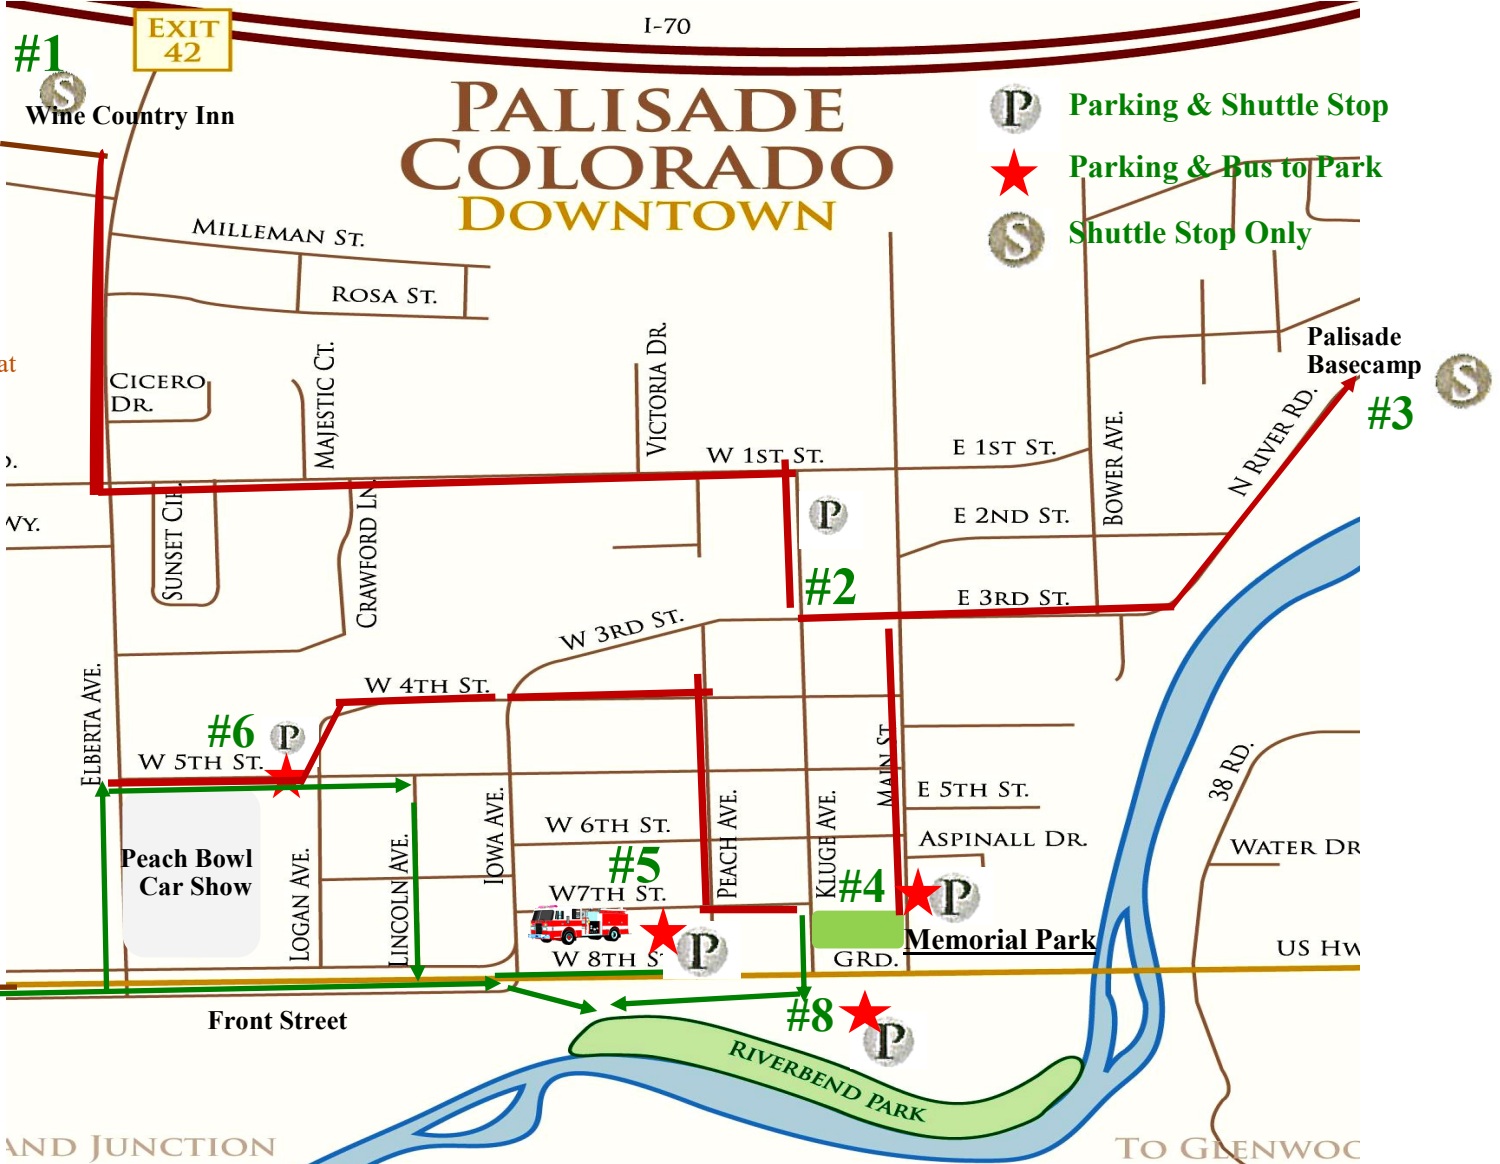 I-70
EXIT
42
#1
S
Wine Country Inn
PALISADE
COLORADO
DOWNTOWN
P
Parking & Shuttle Stop
Parking & Bus to Park
S
Shuttle Stop Only
MILLEMAN ST.
ROSA ST.
at
CICERO
DR.
MAJESTIC CT.
VICTORIA DR.
Palisade
Basecamp
S
#3
N RIVER RD.
BOWER AVE.
W 1ST ST.
E 1ST ST.
SUNSET CIR.
CRAWFORD LN.
P
E 2ND ST.
WY.
#2
E 3RD ST.
W 3RD ST.
ELBERTA AVE.
W 4TH ST.
#6
P
W 5TH ST.
MAIN ST
E 5TH ST.
38 RD.
IOWA AVE.
W 6TH ST.
PEACH AVE.
KLUGE AVE.
ASPINALL DR.
WATER DR
Peach Bowl
Car Show
LOGAN AVE.
LINCOLN AVE.
#5
W7TH ST.
#4
P
Memorial Park
P
W 8TH S
GRD.
US HW
Front Street
#8
P
RIVERBEND PARK
AND JUNCTION
TO GLENWOO